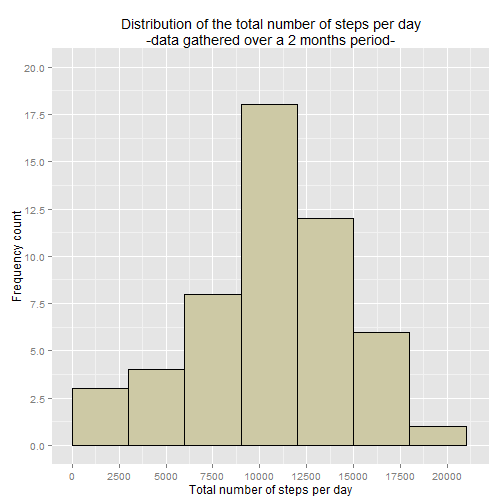 Distribution of the total number of steps per day
-data gathered over a 2 months period-
20.0
17.5
15.0
12.5
10.0
7.5
5.0
2.5
0.0
Frequency count
0 2500 5000 7500 10000 12500 15000 17500 20000
Total number of steps per day